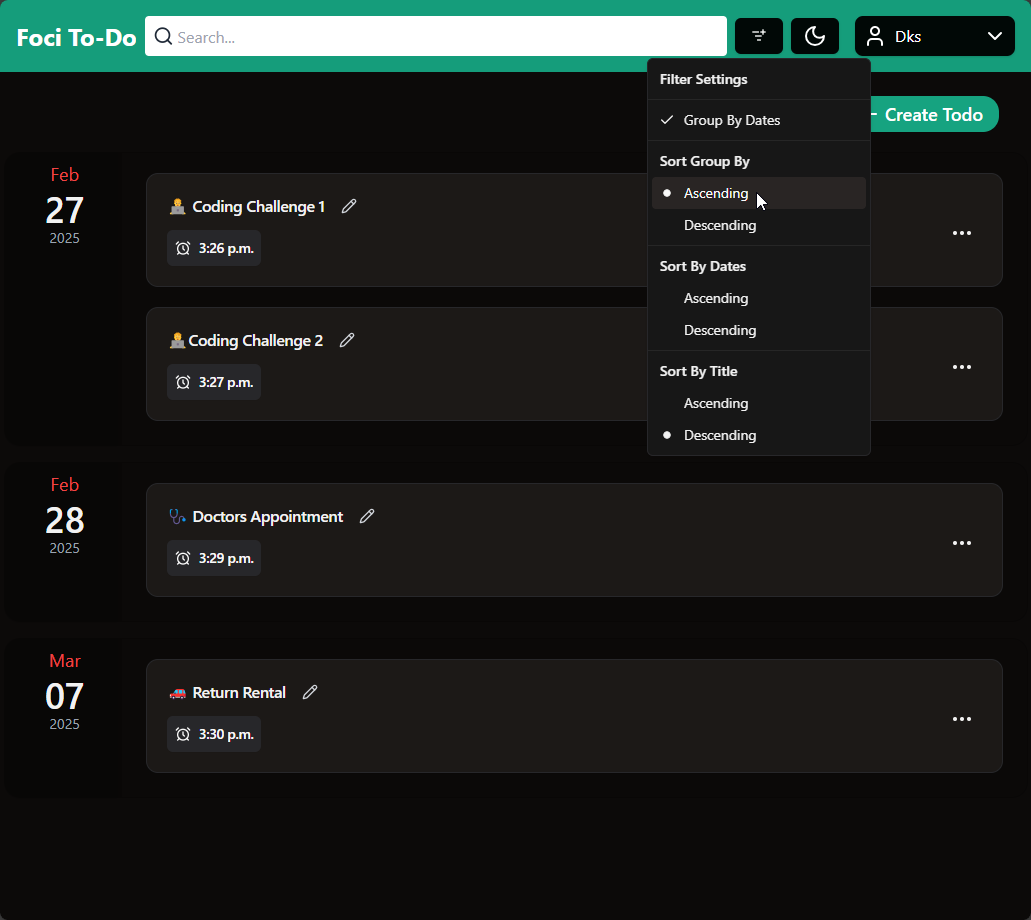 Foci To-Do
Search...
Dks
Filter Settings
Group By Dates
Sort Group By
Ascending
Descending
Sort By Dates
Ascending
Descending
Sort By Title
Ascending
Descending
Create Todo
Feb
27
2025
Coding Challenge 1
3:26 p.m.
Coding Challenge 2
3:27 p.m.
Feb
28
2025
Doctors Appointment
3:29 p.m.
Mar
07
2025
Return Rental
3:30 p.m.